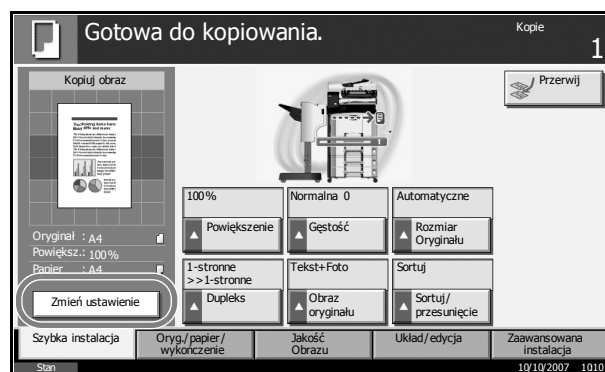 Gotowa do kopiowania.
Kopie
1
Kopiuj obraz
Przerwij
100%
Normalna 0
Automatyczne
Powiększenie
Gęstość
Rozmiar
Oryginału
Oryginał : A4
Powiększ.: 100%
Papier : A4
1-stronne
>>1-stronne
Tekst+Foto
Sortuj
Dupleks
Obraz
oryginału
Sortuj/
przesunięcie
Zmień ustawienie
Szybka instalacja
Oryg./papier/
wykończenie
Jakość
Obrazu
Układ/edycja
Zaawansowana
instalacja
Stan
10/10/2007 1010